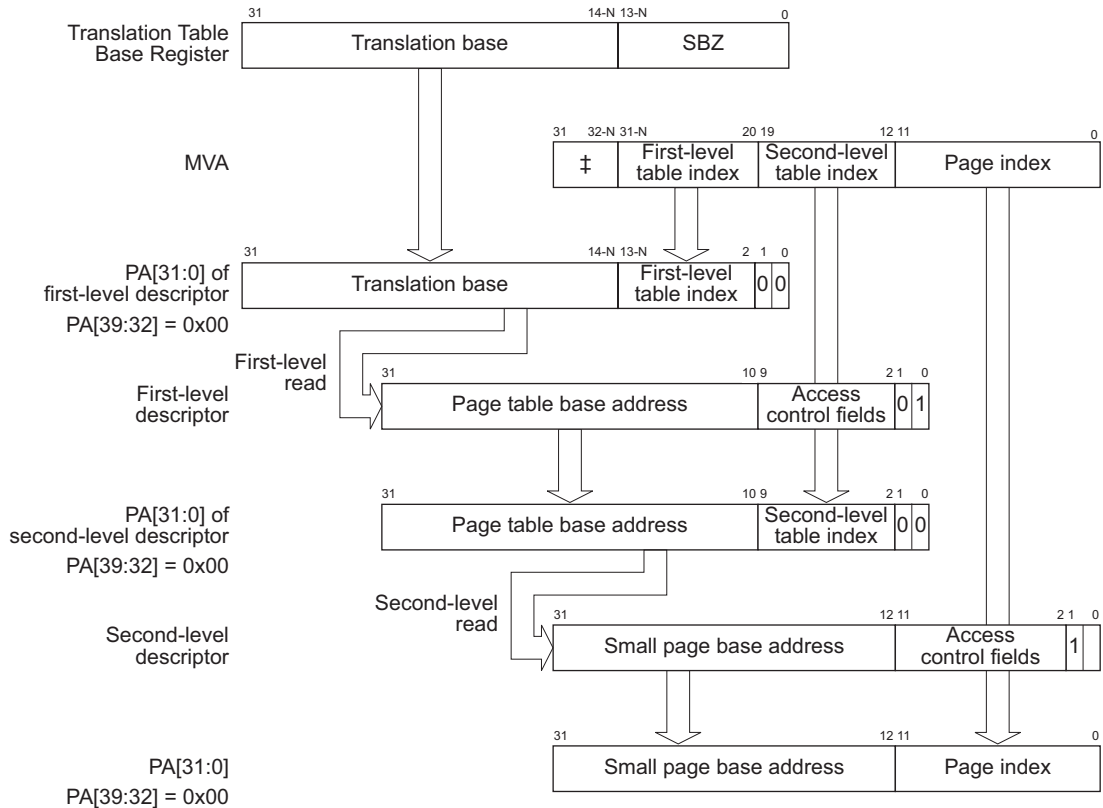 31 14-N 13-N 0
Translation Table
Base Register
Translation base SBZ
31 32-N 31-N 20 19 12 11 0
MVA
‡ First-level
table index Second-level
table index Page index
31 14-N 13-N 2 1 0
PA[31:0] of
first-level descriptor
PA[39:32] = 0x00
Translation base First-level
table index 0 0
First-level
read
31 10 9 2 1 0
First-level
descriptor
Page table base address Access
control fields 0 1
31 10 9 2 1 0
PA[31:0] of
second-level descriptor
PA[39:32] = 0x00
Page table base address Second-level
table index 0 0
Second-level
read
31 12 11 2 1 0
Second-level
descriptor
Small page base address Access
control fields 1
31 12 11 0
PA[31:0]
PA[39:32] = 0x00
Small page base address Page index